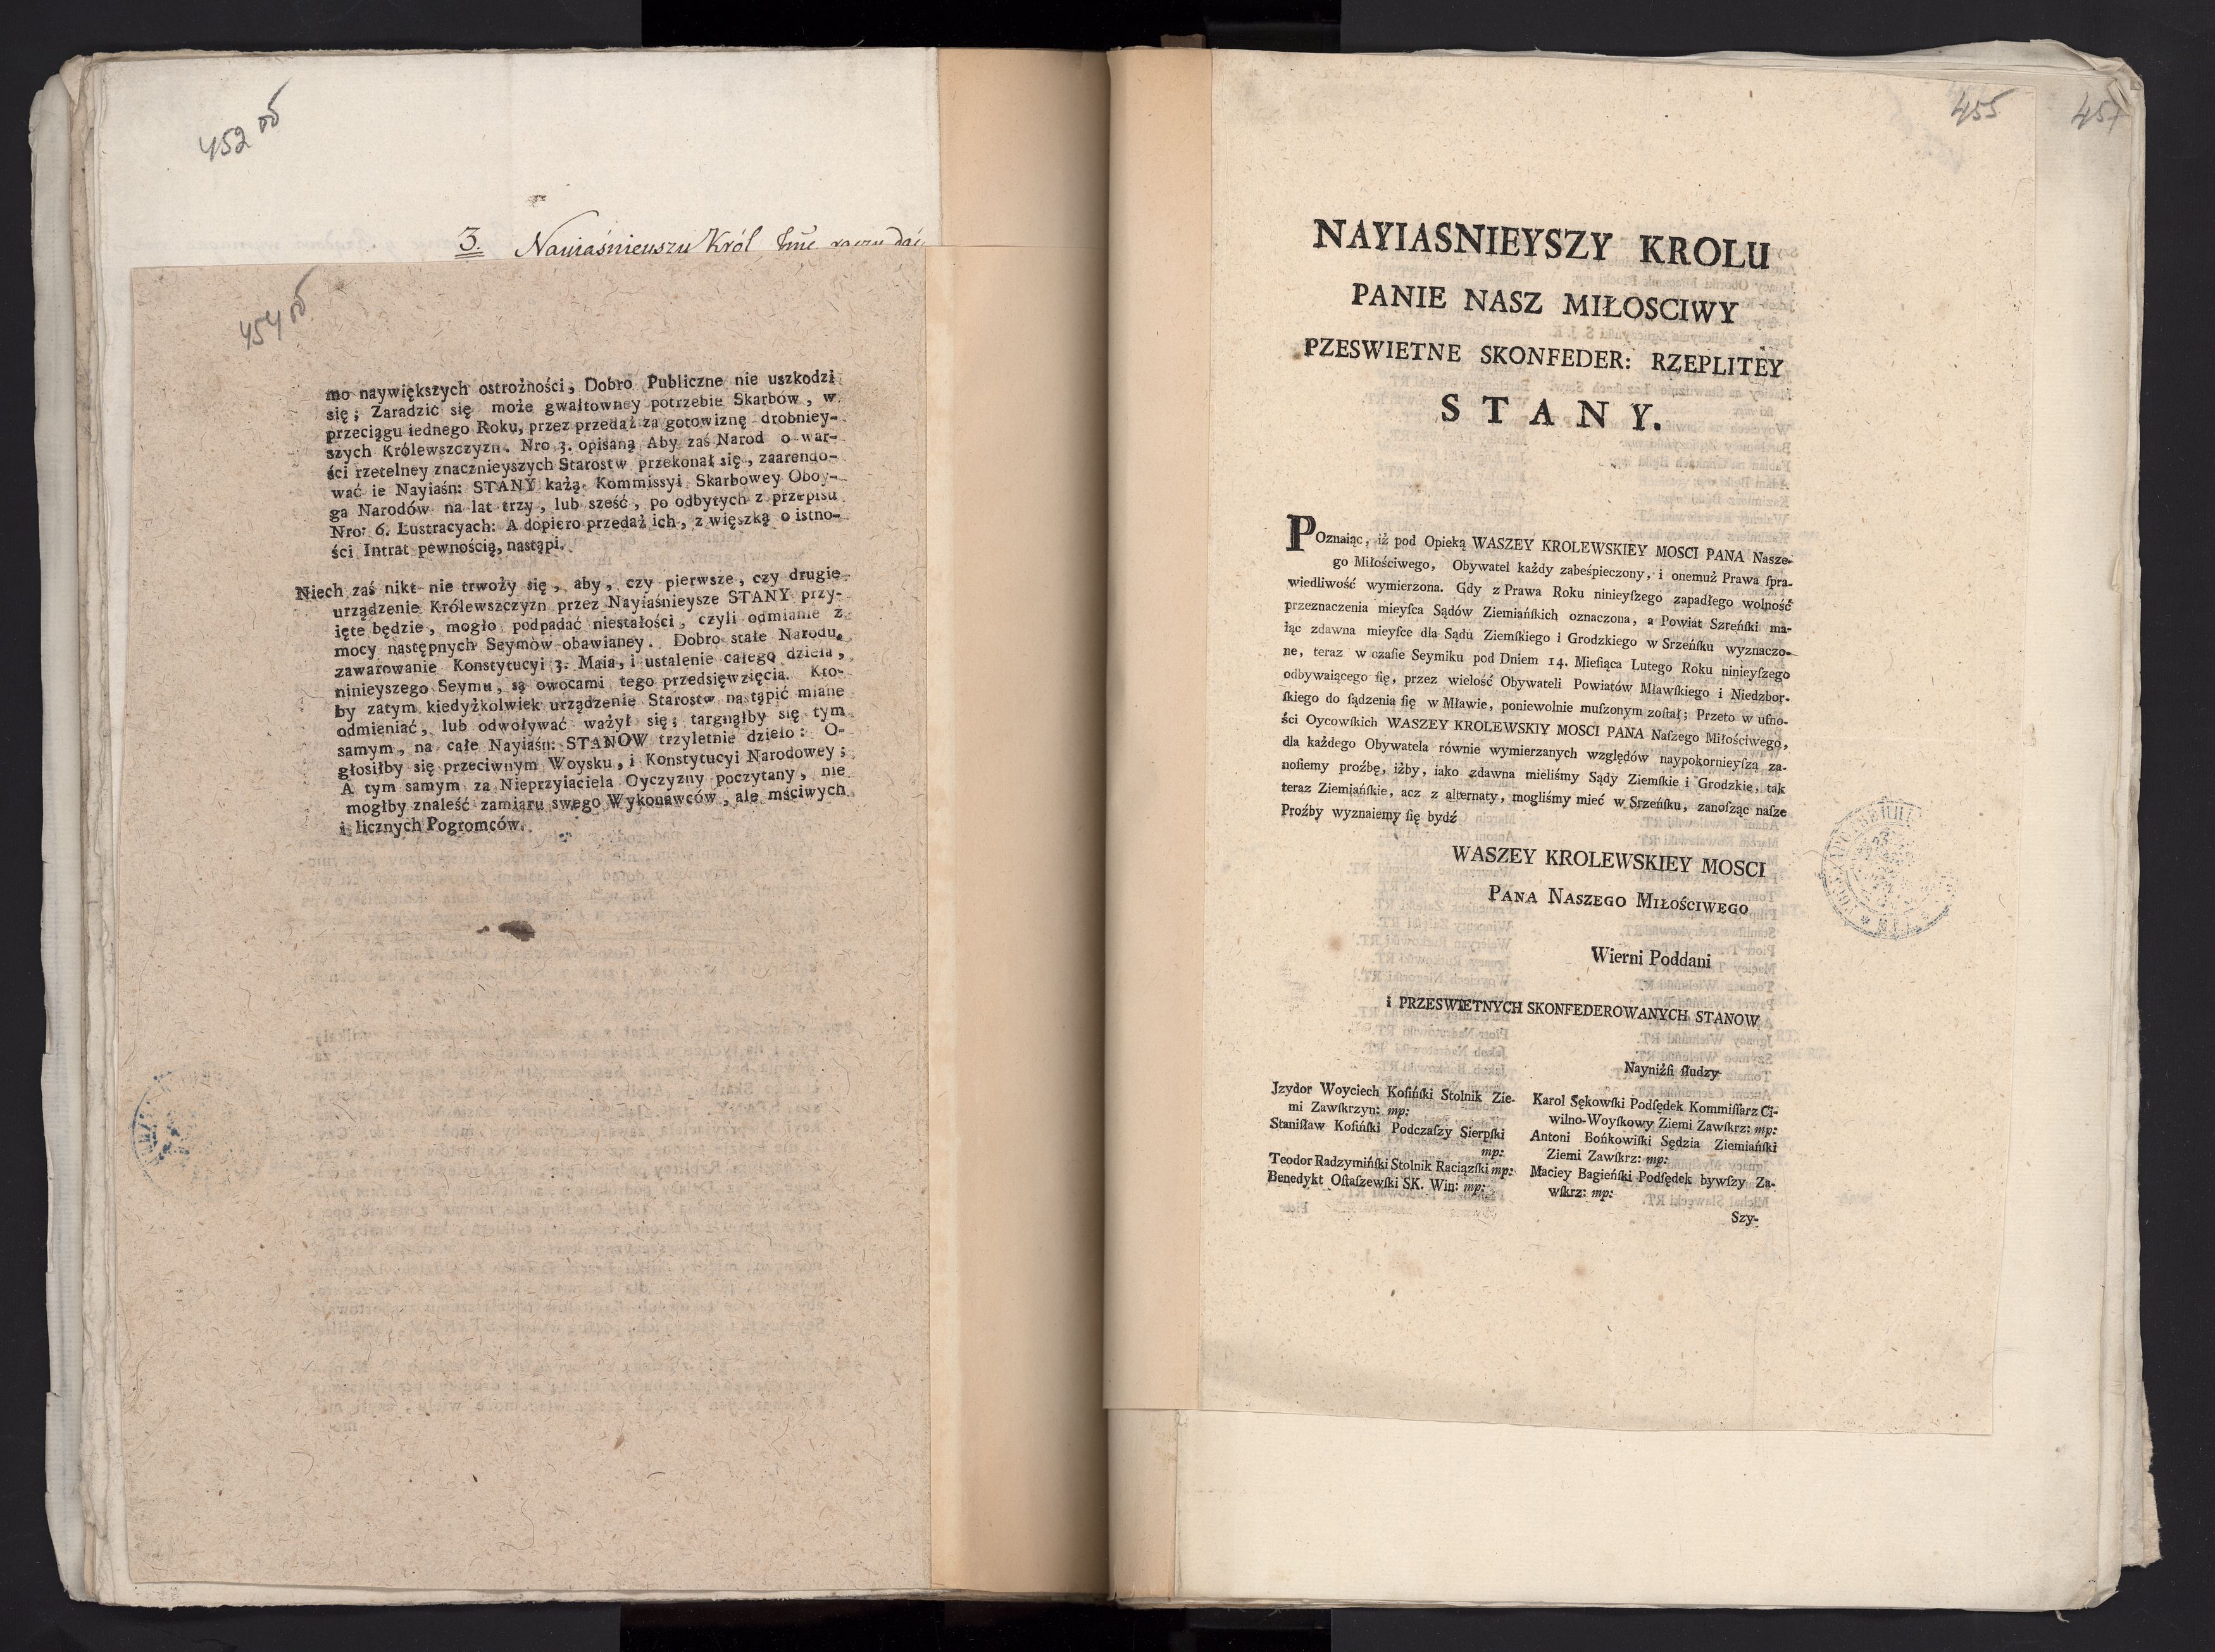 452 об
3. Nayiaśnieyszy Król Jmć raczy dać
454 об
mo naywiększych ostrożności, Dobro Publiczne nie uszkodzi
się; Zaradzić się może gwałtowney potrzebie Skarbów, w
przeciągu iednego Roku, przez przedaż za gotowiznę drobniey-
szych Królewszczyzn. Nro 3. opisaną Aby zaś Narod o war-
ści rzetelney znacznieyszych Starostw przekonał się, zaarendo-
wać ie Nayiaśn: STANY każą Kommissyi Skarbowey Oboy-
ga Narodów na lat trzy, lub sześć, po odbytych z przepisu
Nro: 6. Lustracyach: A dopiero przedaż ich, z więszką o istno-
ści Intrat pewnością, nastąpi.
Niech zaś nikt nie trwoży się, aby, czy pierwsze, czy drugie
urządzenie Królewszczyzn przez Nayiaśnieysze STANY przy-
ięte będzie, mogło podpadać niestałości, czyli odmianie z
mocy następnych Seymów obawianey. Dobro stałe Narodu,
zawarowanie Konstytucyi 3. Maia, i ustalenie całego dzieła,
ninieyszego Seymu, są owocami tego przedsięwzięcia. Kto-
by zatym kiedyżkolwiek urządzenie Starostw nastąpić miane
odmieniać, lub odwoływać ważył się; targnąłby się tym
samym, na całe Nayiaśn: STANOW trzyletnie dzieło: O-
głosiłby się przeciwnym Woysku, i Konstytucyi Narodowey;
A tym samym za Nieprzyiaciela Oyczyzny poczytany, nie
mogłby znaleść zamiaru swego Wykonawców, ale mściwych
i licznych Pogromców.
455
457
NAYIASNIEYSZY KROLU
PANIE NASZ MIŁOSCIWY
PZESWIETNE SKONFEDER: RZEPLITEY
STANY.
POznaiąc, iż pod Opieką WASZEY KROLEWSKIEY MOSCI PANA Nasze-
go Miłościwego, Obywatel każdy zabeśpieczony, i onemuż Prawa ſpra-
wiedliwość wymierzona. Gdy z Prawa Roku ninieyſzego zapadłego wolność
przeznaczenia mieyſca Sądów Ziemiańſkich oznaczona, a Powiat Szreńſki ma-
iąc zdawna mieyſce dla Sądu Ziemſkiego i Grodzkiego w Srzeńſku wyznaczo-
ne, teraz w czaſie Seymiku pod Dniem 14. Mieſiąca Lutego Roku ninieyſzego
odbywaiącego ſię, przez wielość Obywateli Powiatów Mławſkiego i Niedzbor-
ſkiego do ſądzenia ſię w Mławie, poniewolnie muſzonym zoſtał; Przeto w uſno-
ści Oycowſkich WASZEY KROLEWSKIY MOSCI PANA Naſzego Miłościwego,
dla każdego Obywatela równie wymierzanych względów naypokornieyſzą za-
noſiemy proźbę, iżby, iako zdawna mieliśmy Sądy Ziemſkie i Grodzkie, tak
teraz Ziemiańſkie, acz z alternaty, mogliśmy mieć w Srzeńſku, zanoſząc naſze
Proźby wyznaiemy ſię bydź
WASZEY KROLEWSKIEY MOSCI
PANA NASZEGO MIŁOŚCIWEGO
Wierni Poddani
i PRZESWIETNYCH SKONFEDEROWANYCH STANOW
Nayniżſi ſłudzy
Jzydor Woyciech Koſińſki Stolnik Zie-
mi Zawſkrzyn: mp:
Staniſław Koſińſki Podczaſzy Sierpſki
mp:
Teodor Radzymińſki Stolnik Raciązſki mp:
Benedykt Oſtaſzewſki SK. Win: mp:
Karol Sękowſki Podſędek Kommiſſarz Ci-
wilno-Woyſkowy Ziemi Zawſkrz: mp:
Antoni Bońkowiſki Sędzia Ziemiańſki
Ziemi Zawſkrz: mp:
Maciey Bagieńſki Podſędek bywſzy Za-
wſkrz: mp:
Szy-